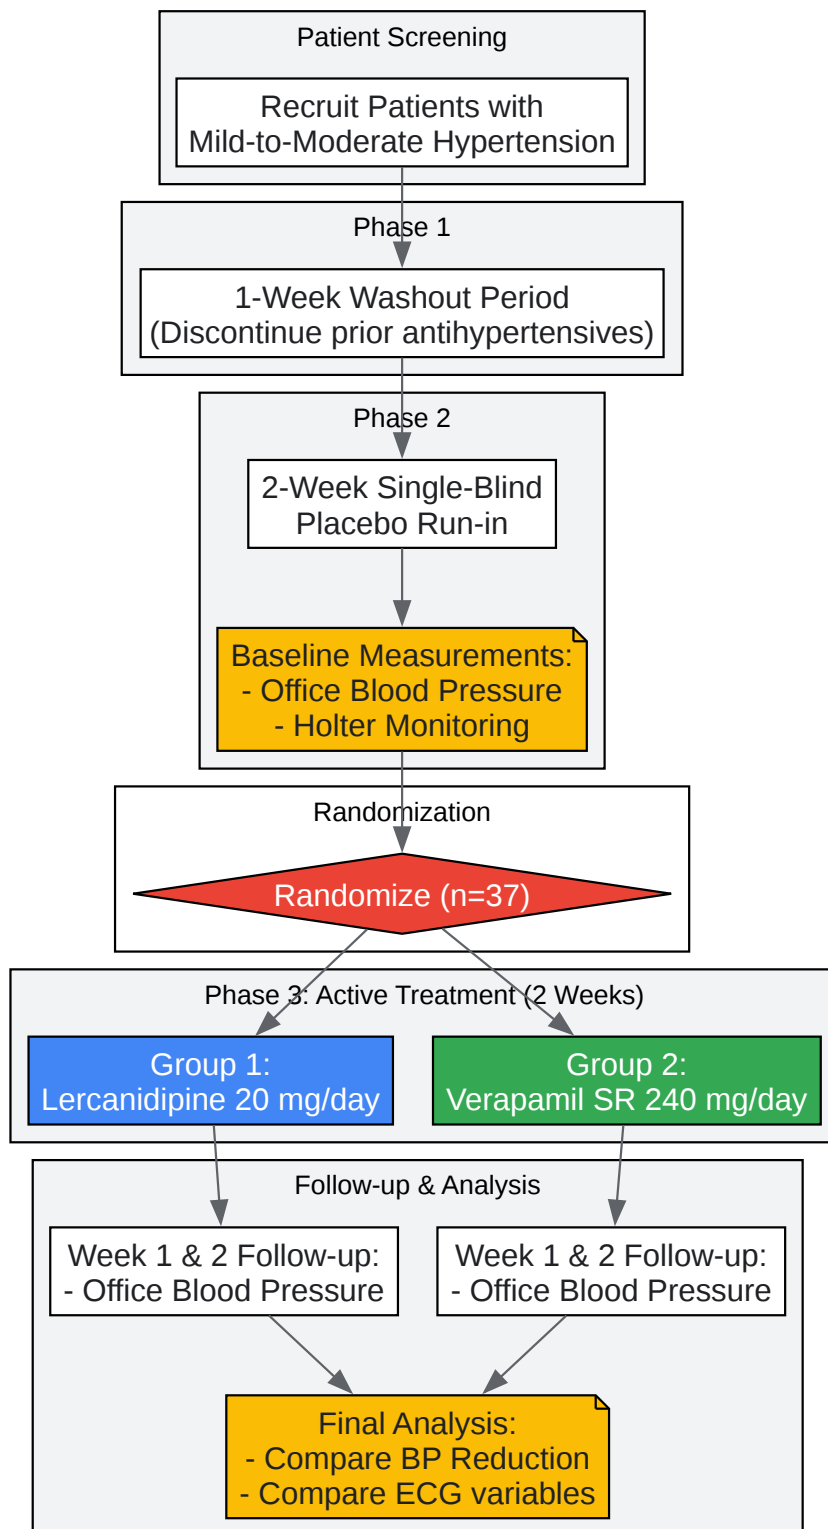 Patient Screening
Recruit Patients with
Mild-to-Moderate Hypertension
Phase 1
1-Week Washout Period
(Discontinue prior antihypertensives)
Phase 2
2-Week Single-Blind
Placebo Run-in
Baseline Measurements:
- Office Blood Pressure
- Holter Monitoring
Randomization
Randomize (n=37)
Phase 3: Active Treatment (2 Weeks)
Group 1:
Lercanidipine 20 mg/day
Group 2:
Verapamil SR 240 mg/day
Follow-up & Analysis
Week 1 & 2 Follow-up:
- Office Blood Pressure
Week 1 & 2 Follow-up:
- Office Blood Pressure
Final Analysis:
- Compare BP Reduction
- Compare ECG variables